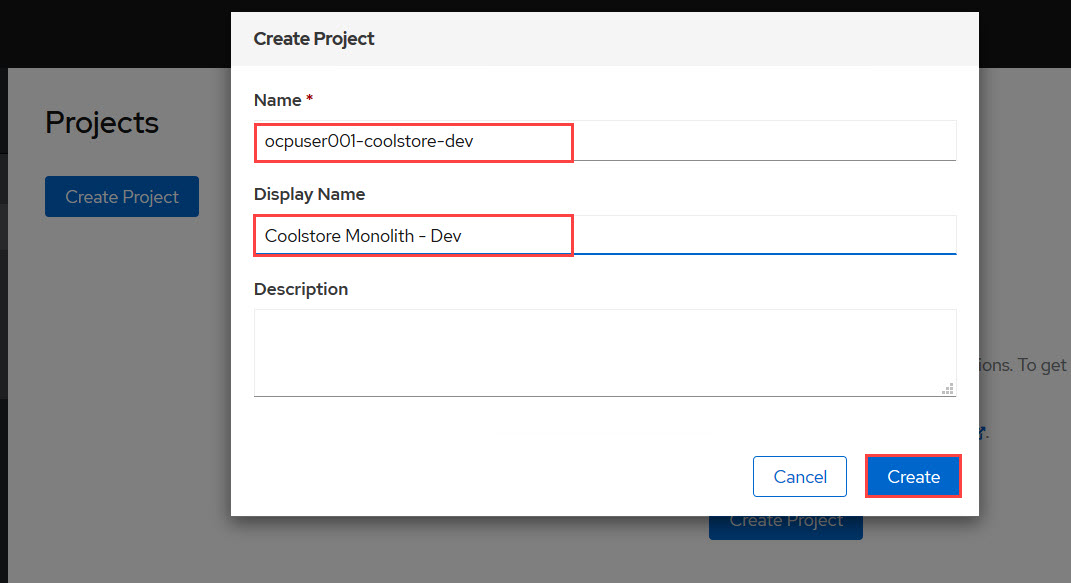 Create Project
Projects
Name *
ocpuser001-coolstore-dev
Display Name
Create Project
Coolstore Monolith - Dev
Description
ions. To get
.
Cancel
Create
Create Project